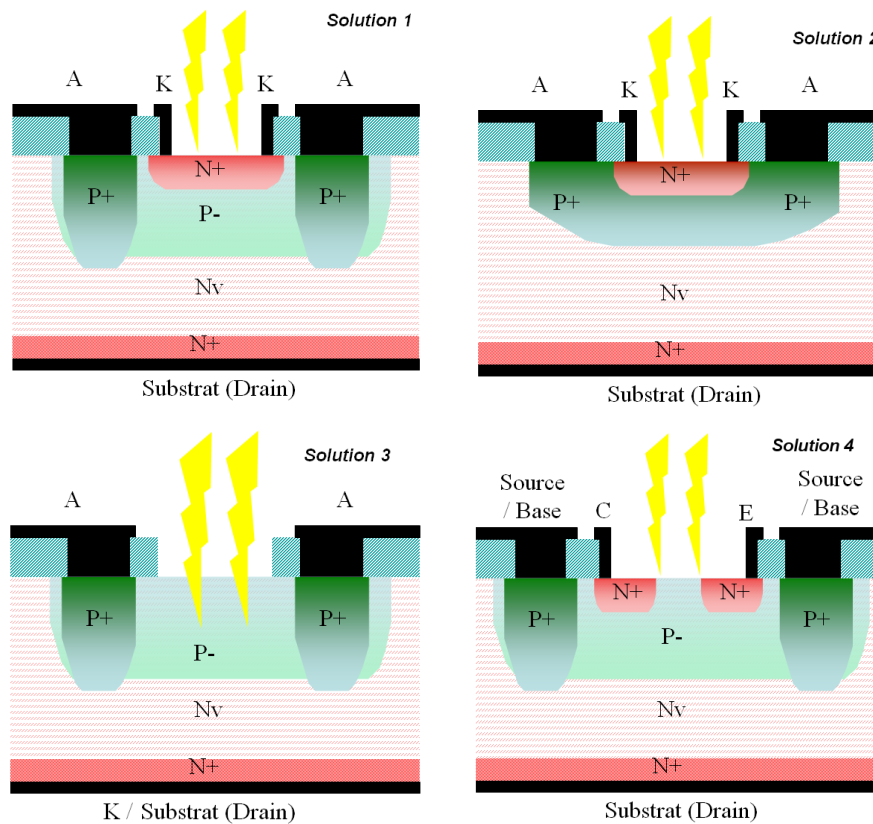 Solution 1
A K K A
P+ N+ P+
P-
Nv
N+
Substrat (Drain)
Solution 2
A K K A
P+ N+ P+
Nv
N+
Substrat (Drain)
Solution 3
A A
P+ P+
P-
Nv
N+
K / Substrat (Drain)
Solution 4
Source Source
/ Base C E / Base
N+ N+
P+ P- P+
Nv
N+
Substrat (Drain)